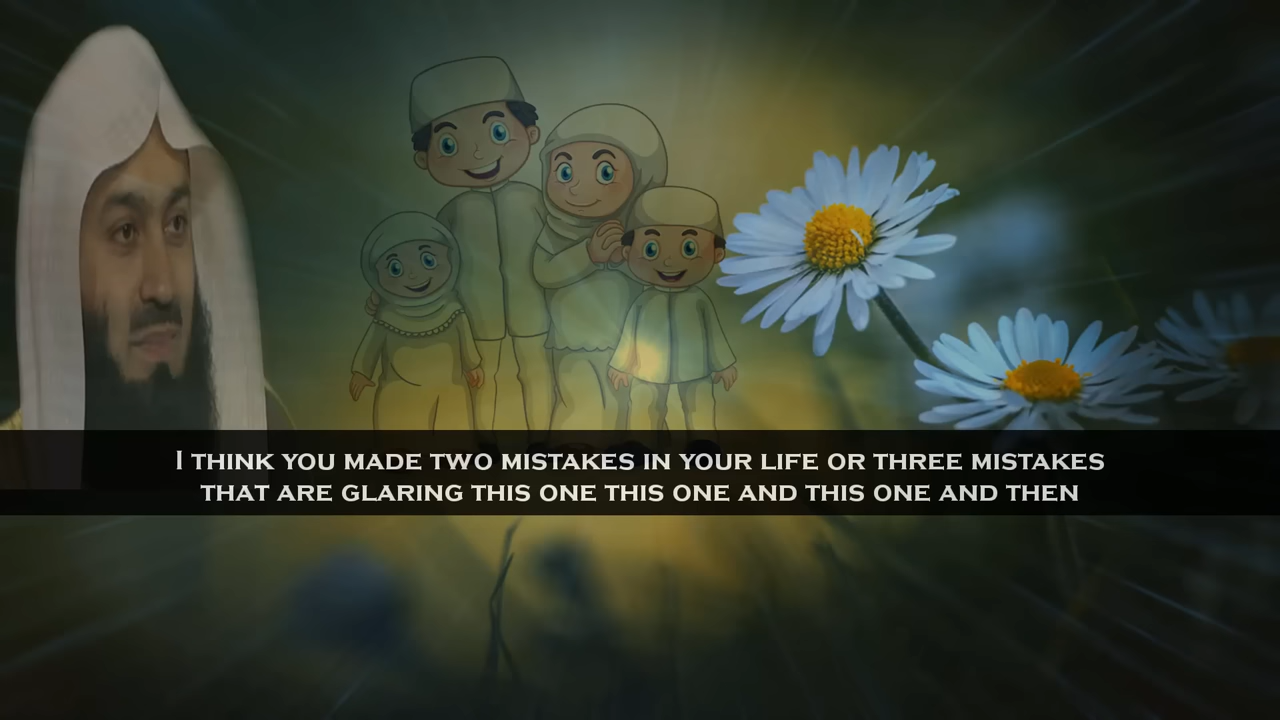 I THINK YOU MADE TWO MISTAKES IN YOUR LIFE OR THREE MISTAKES
THAT ARE GLARING THIS ONE THIS ONE AND THIS ONE AND THEN